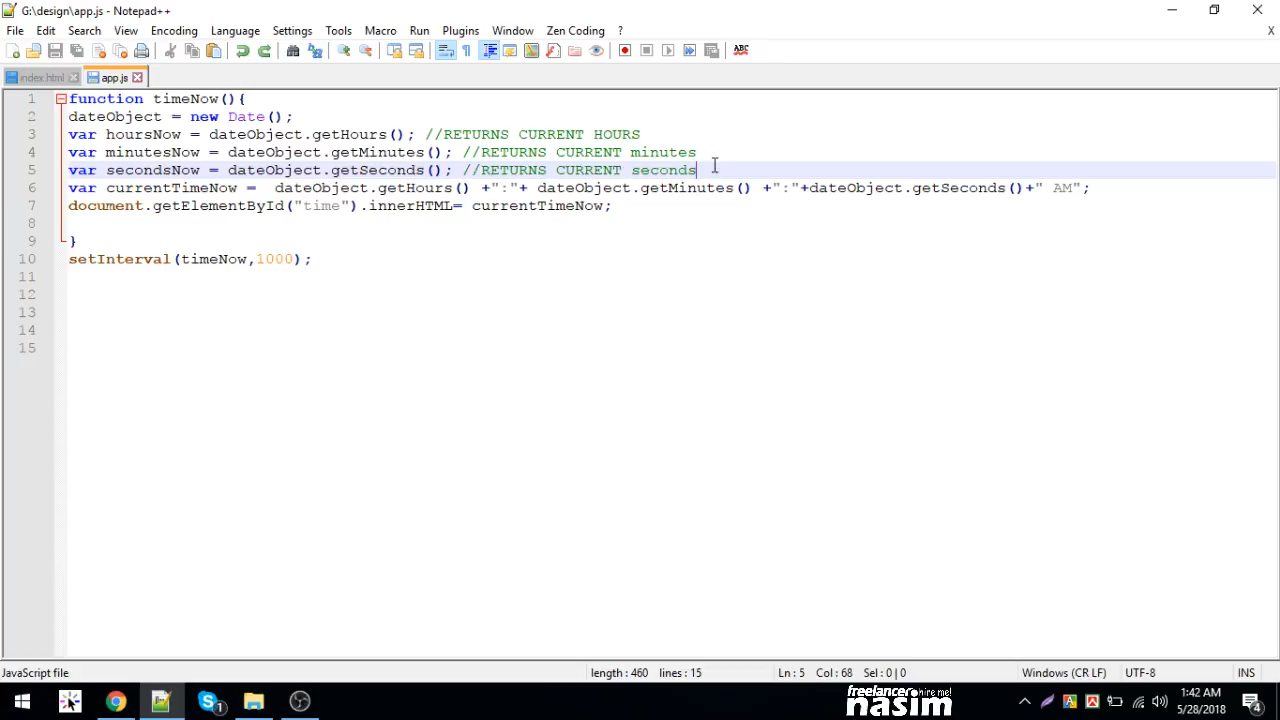 G:\design\app.js - Notepad++
File Edit Search View Encoding Language Settings Tools Macro Run Plugins Window Zen Coding ? X
ABC
index.html app.js
1 function timeNow(){
2 dateObject = new Date();
3 var hoursNow = dateObject.getHours(); //RETURNS CURRENT HOURS
4 var minutesNow = dateObject.getMinutes(); //RETURNS CURRENT minutes
5 var secondsNow = dateObject.getSeconds(); //RETURNS CURRENT seconds
6 var currentTimeNow =  dateObject.getHours() +":"+ dateObject.getMinutes() +":"+dateObject.getSeconds()+" AM";
7 document.getElementById("time").innerHTML= currentTimeNow;
8
9 }
10 setInterval(timeNow,1000);
11
12
13
14
15
JavaScript file length : 460 lines : 15 Ln : 5 Col : 68 Sel : 0 | 0 Windows (CR LF) UTF-8 INS
freelancer hire me!
nasim
1
1:42 AM
5/28/2018
4